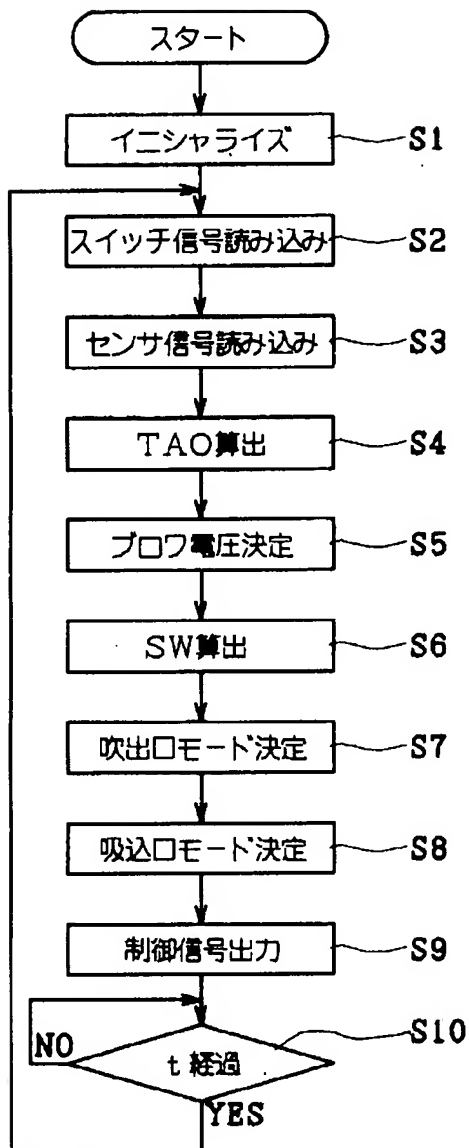 スタート
イニシャライズ S1
スイッチ信号読み込み S2
センサ信号読み込み S3
TAO算出 S4
ブロワ電圧決定 S5
SW算出 S6
吹出口モード決定 S7
吸込口モード決定 S8
制御信号出力 S9
t経過 S10
NO
YES